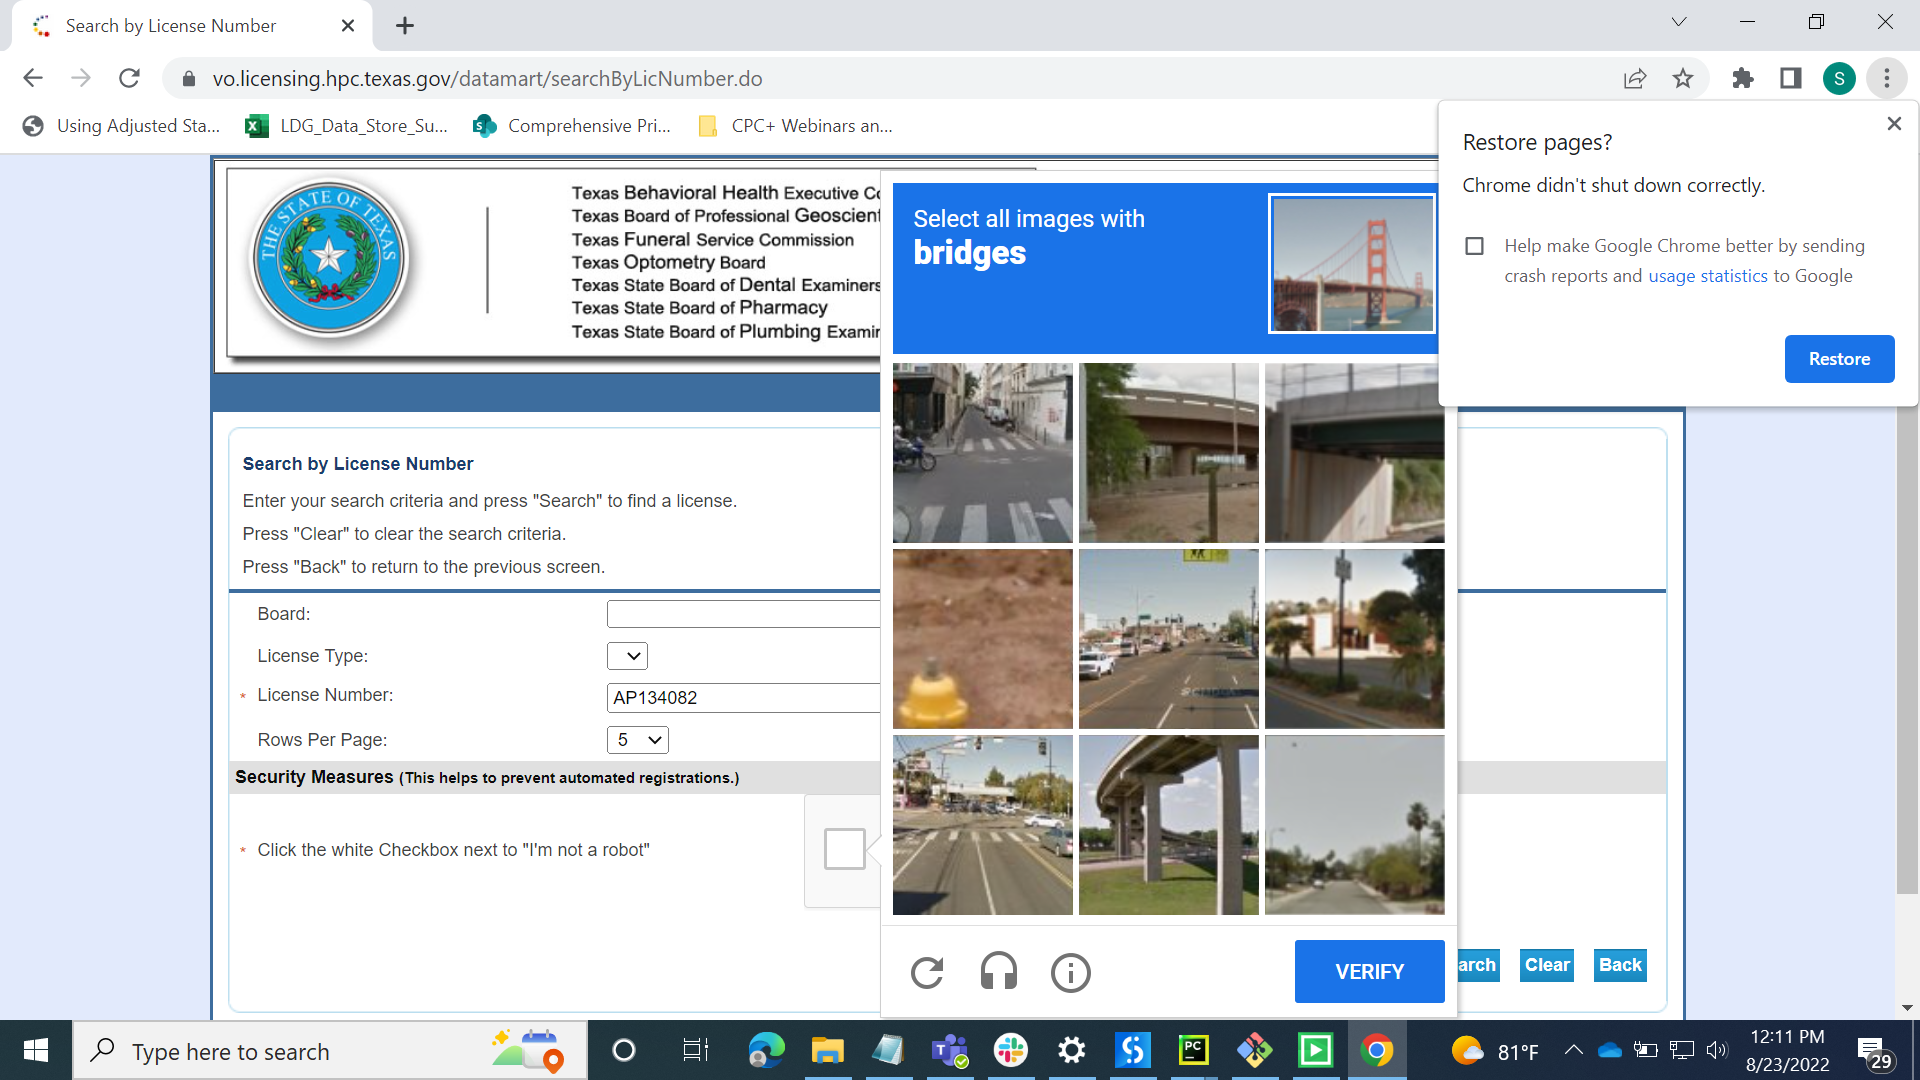 Search by License Number
vo.licensing.hpc.texas.gov/datamart/searchByLicNumber.do
S
Using Adjusted Sta...
LDG_Data_Store_Su...
Comprehensive Pri...
CPC+ Webinars an...
Restore pages?
Chrome didn't shut down correctly.
Help make Google Chrome better by sending
crash reports and usage statistics to Google
Restore
THE STATE OF TEXAS
Texas Behavioral Health Executive
Texas Board of Professional
Texas Funeral Service Commission
Texas Optometry Board
Texas State Board of Dental Examiners
Texas State Board of Pharmacy
Texas State Board of Plumbing
Select all images with
bridges
Search by License Number
Enter your search criteria and press "Search" to find a license.
Press "Clear" to clear the search criteria.
Press "Back" to return to the previous screen.
Board:
License Type:
* License Number:
AP134082
Rows Per Page:
5
Security Measures (This helps to prevent automated registrations.)
* Click the white Checkbox next to "I'm not a robot"
VERIFY
arch
Clear
Back
Type here to search
PC
81°F
12:11 PM
8/23/2022
29